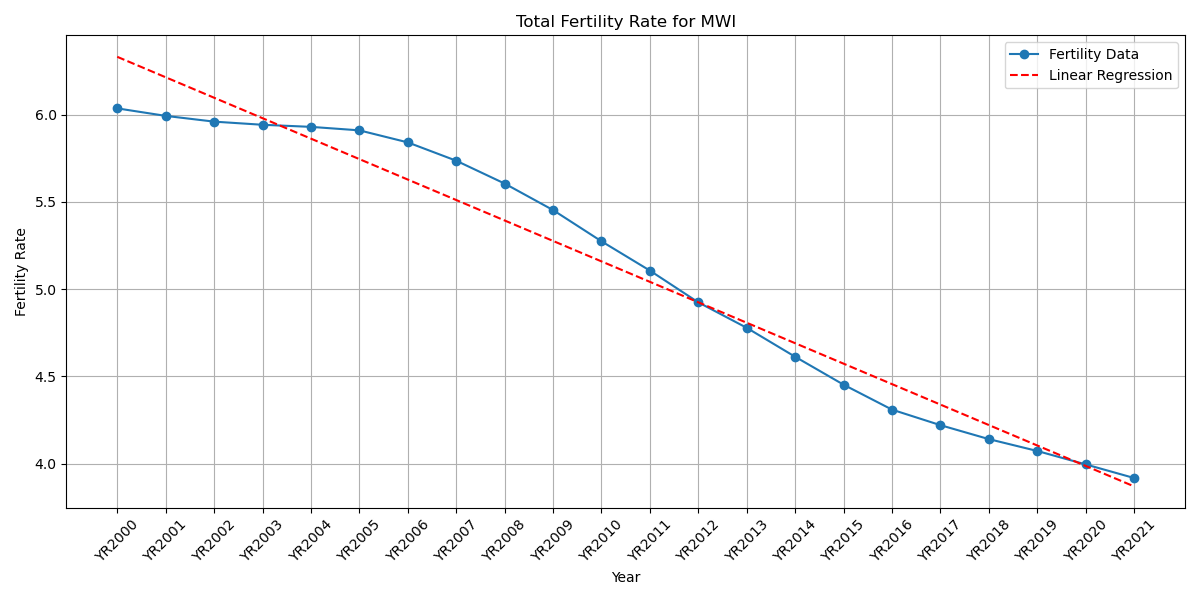 Total Fertility Rate for MWI
Fertility Data
Linear Regression
Fertility Rate
6.0
5.5
5.0
4.5
4.0
YR2000
YR2001
YR2002
YR2003
YR2004
YR2005
YR2006
YR2007
YR2008
YR2009
YR2010
YR2011
YR2012
YR2013
YR2014
YR2015
YR2016
YR2017
YR2018
YR2019
YR2020
YR2021
Year